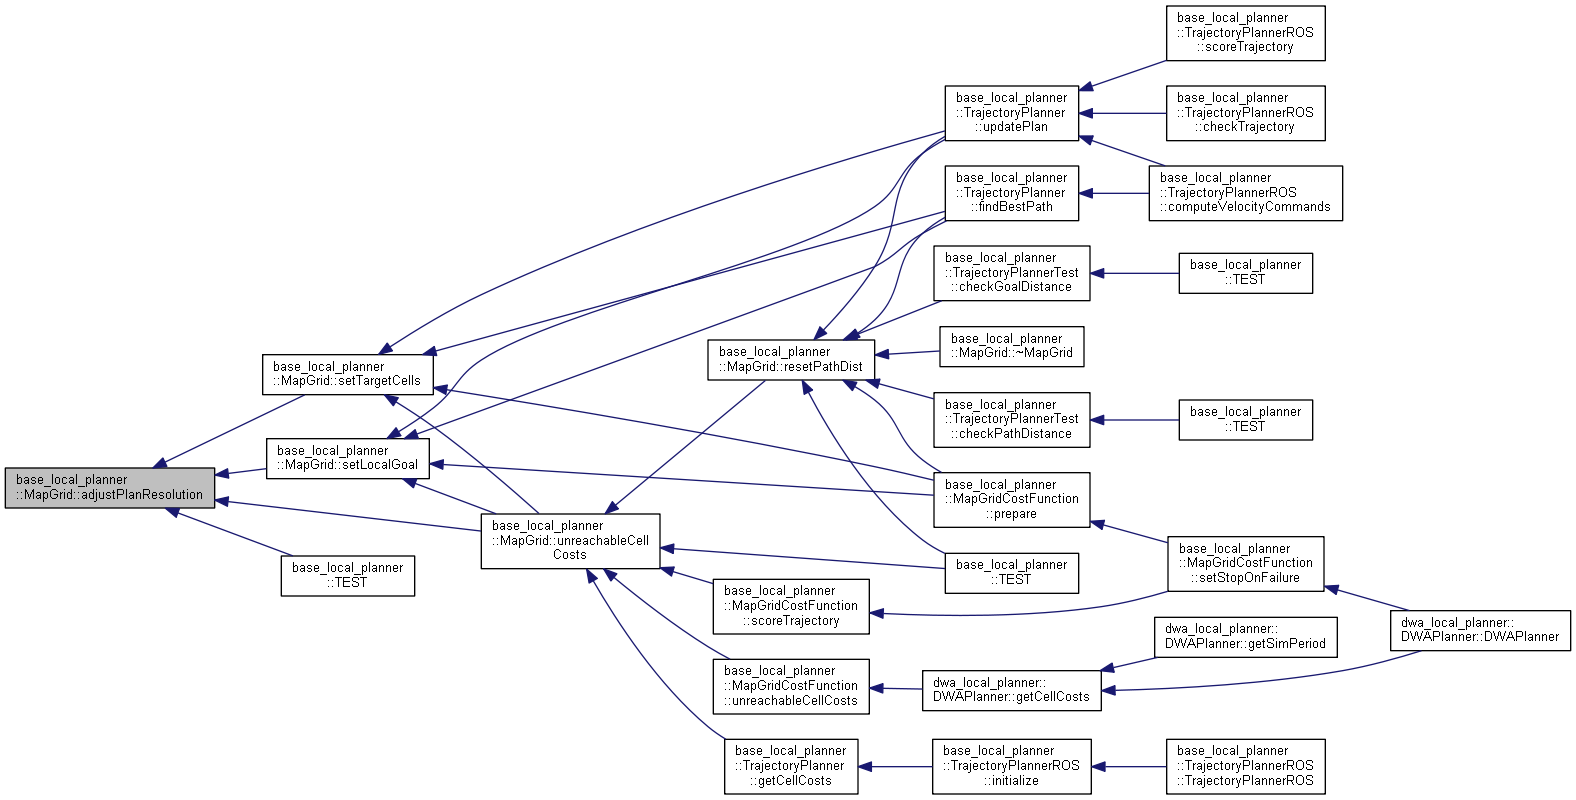 base_local_planner
::TrajectoryPlannerROS
::scoreTrajectory
base_local_planner
::TrajectoryPlanner
::updatePlan
base_local_planner
::TrajectoryPlannerROS
::checkTrajectory
base_local_planner
::TrajectoryPlanner
::findBestPath
base_local_planner
::TrajectoryPlannerROS
::computeVelocityCommands
base_local_planner
::TrajectoryPlannerTest
::checkGoalDistance
base_local_planner
::TEST
base_local_planner
::MapGrid::~MapGrid
base_local_planner
::MapGrid::resetPathDist
base_local_planner
::MapGrid::setTargetCells
base_local_planner
::TrajectoryPlannerTest
::checkPathDistance
base_local_planner
::TEST
base_local_planner
::MapGrid::setLocalGoal
base_local_planner
::MapGrid::adjustPlanResolution
base_local_planner
::MapGridCostFunction
::prepare
base_local_planner
::MapGrid::unreachableCell
Costs
base_local_planner
::TEST
base_local_planner
::TEST
base_local_planner
::MapGridCostFunction
::setStopOnFailure
base_local_planner
::MapGridCostFunction
::scoreTrajectory
dwa_local_planner::
DWAPlanner::DWAPlanner
dwa_local_planner::
DWAPlanner::getSimPeriod
base_local_planner
::MapGridCostFunction
::unreachableCellCosts
dwa_local_planner::
DWAPlanner::getCellCosts
base_local_planner
::TrajectoryPlanner
::getCellCosts
base_local_planner
::TrajectoryPlannerROS
::initialize
base_local_planner
::TrajectoryPlannerROS
::TrajectoryPlannerROS